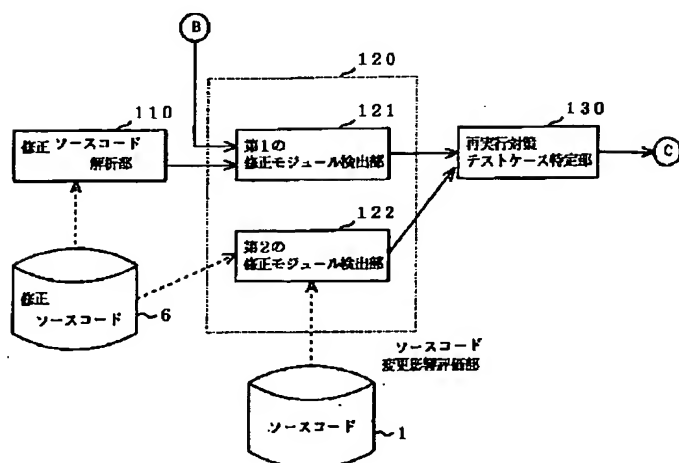 B
120
110
121
130
修正 ソースコード
解析部
第1の
修正モジュール検出部
再実行対策
テストケース特定部
C
122
第2の
修正モジュール検出部
修正
ソースコード
6
ソースコード
変更影響評価部
ソースコード
1